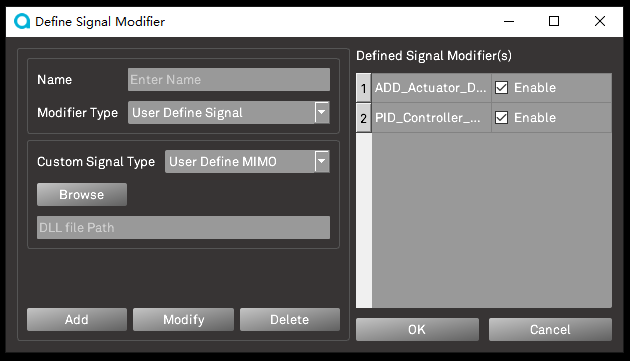 Define Signal Modifier
Name
Enter Name
Modifier Type
User Define Signal
Custom Signal Type
User Define MIMO
Browse
DLL file Path
Add
Modify
Delete
Defined Signal Modifier(s)
1 ADD_Actuator_D... Enable
2 PID_Controller_... Enable
OK
Cancel